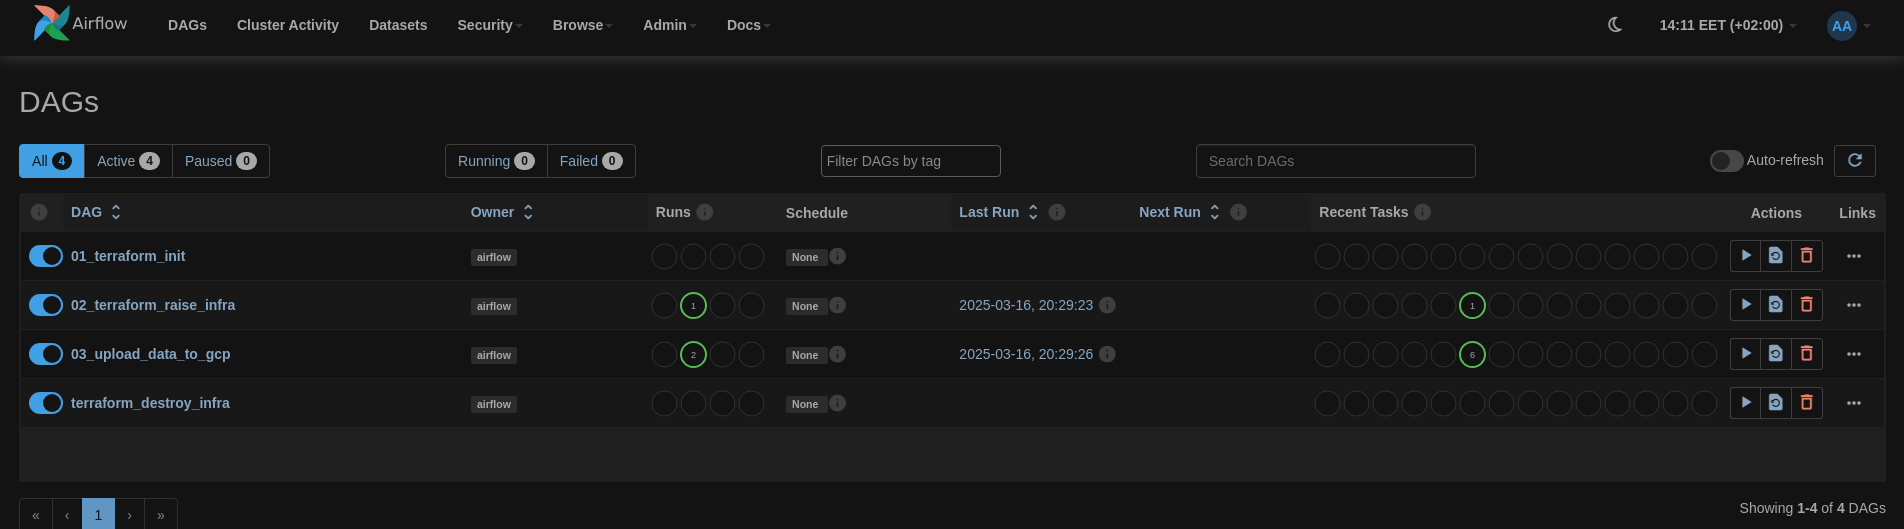 Airflow DAGs Cluster Activity Datasets Security Browse Admin Docs 14:11 EET (+02:00) AA
DAGs
All 4 Active 4 Paused 0 Running 0 Failed 0 Filter DAGs by tag Search DAGs Auto-refresh
DAG Owner Runs Schedule Last Run Next Run Recent Tasks Actions Links
01_terraform_init airflow None
02_terraform_raise_infra airflow 1 None 2025-03-16, 20:29:23 1
03_upload_data_to_gcp airflow 2 None 2025-03-16, 20:29:26 6
terraform_destroy_infra airflow None
« ‹ 1 › » Showing 1-4 of 4 DAGs